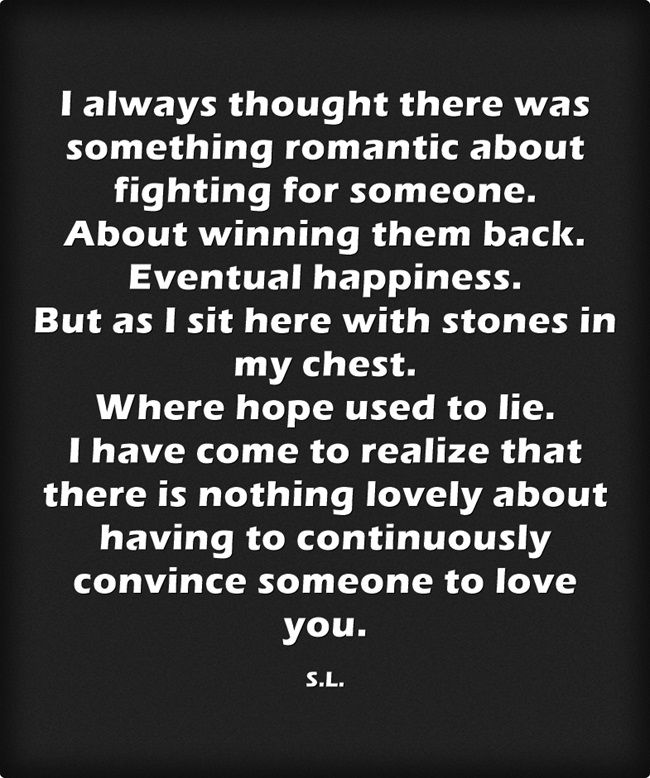 I always thought there was
something romantic about
fighting for someone.
About winning them back.
Eventual happiness.
But as I sit here with stones in
my chest.
Where hope used to lie.
I have come to realize that
there is nothing lovely about
having to continuously
convince someone to love
you.
S.L.